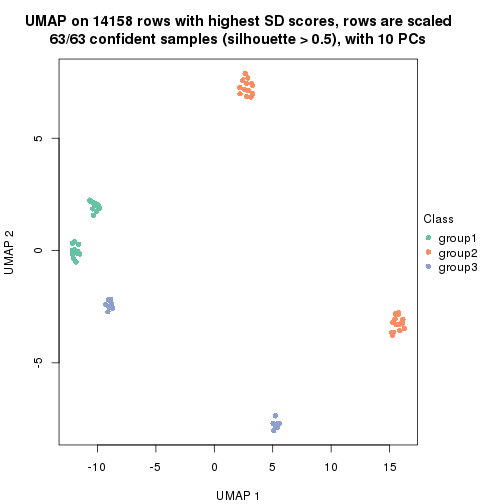 UMAP on 14158 rows with highest SD scores, rows are scaled
63/63 confident samples (silhouette > 0.5), with 10 PCs
5
0
-5
UMAP 2
-10
-5
0
5
10
15
UMAP 1
Class
group1
group2
group3